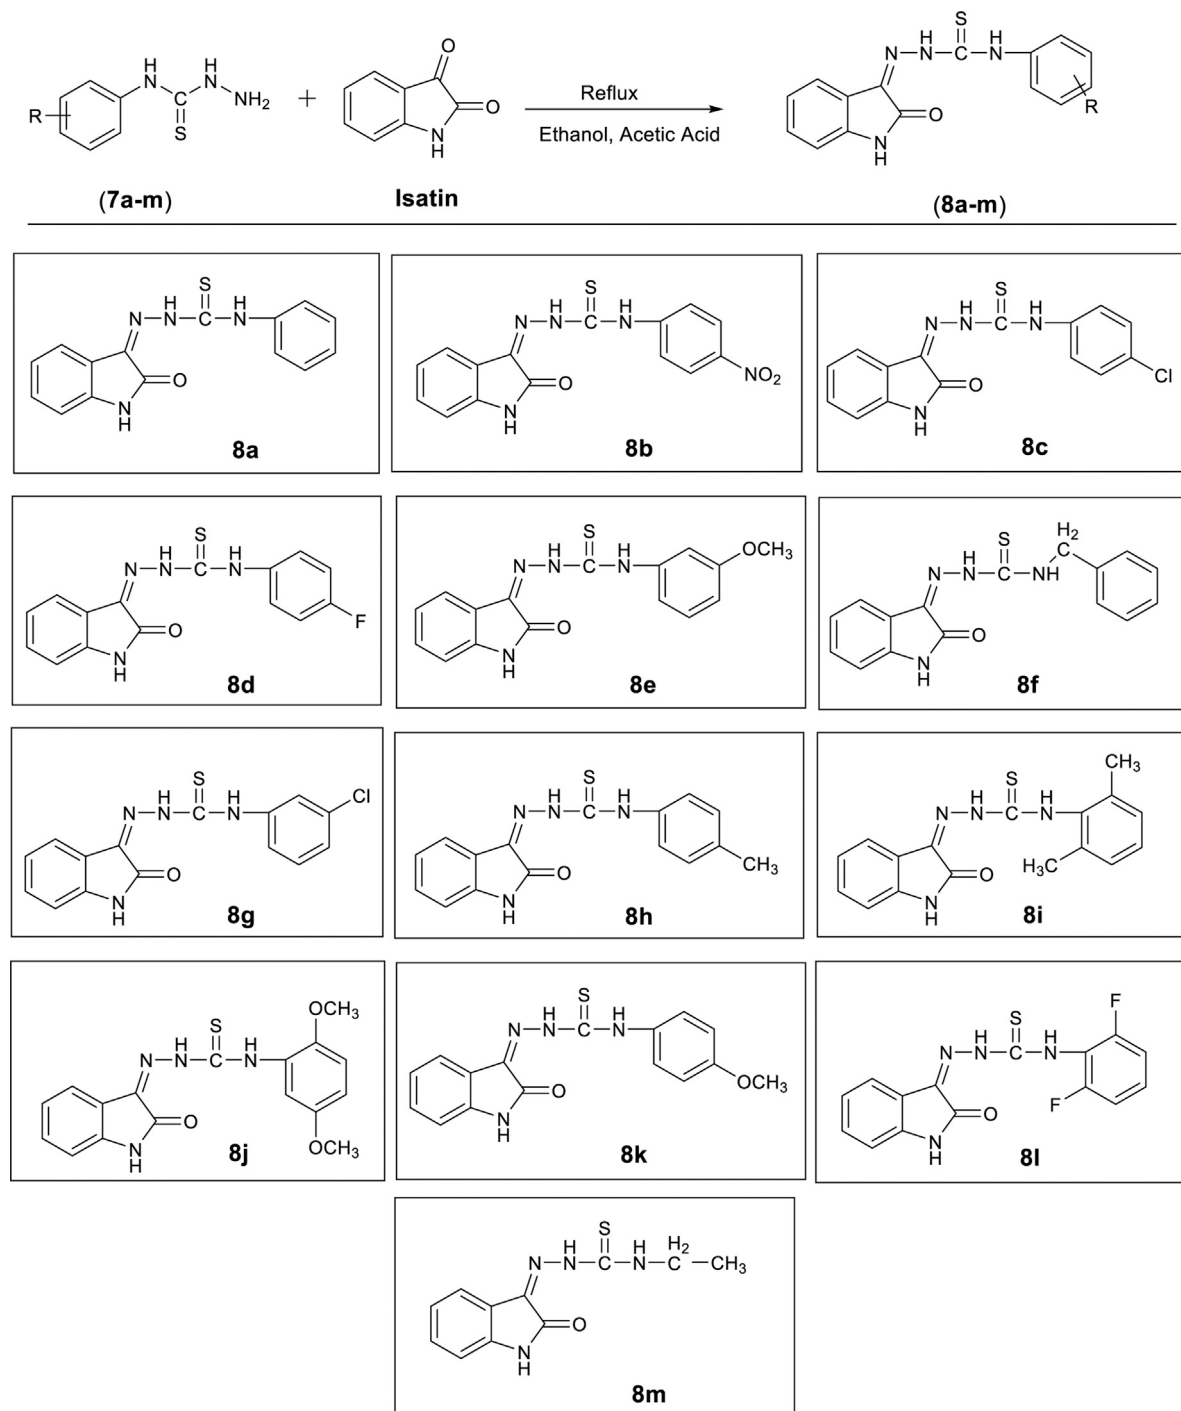 S
H H H H H
N N N N C N
R C NH₂ + O O Reflux O R
S N Ethanol, Acetic Acid N
H H
(7a-m) Isatin (8a-m)
S
H H
N N C N
O
N
H
8a
S
H H
N N C N
O NO₂
N
H
8b
S
H H
N N C N
O Cl
N
H
8c
S
H H
N N C N
O F
N
H
8d
S
H H OCH₃
N N C N
O
N
H
8e
S H₂
H C
N N C NH
O
N
H
8f
S
H H Cl
N N C N
O
N
H
8g
S
H H
N N C N
O CH₃
N
H
8h
CH₃
S
H H
N N C N
O H₃C
N
H
8i
OCH₃
S
H H
N N C N
O
OCH₃
N
H
8j
S
H H
N N C N
O OCH₃
N
H
8k
F
S
H H
N N C N
O F
N
H
8l
S
H H H₂
N N C N C CH₃
O
N
H
8m